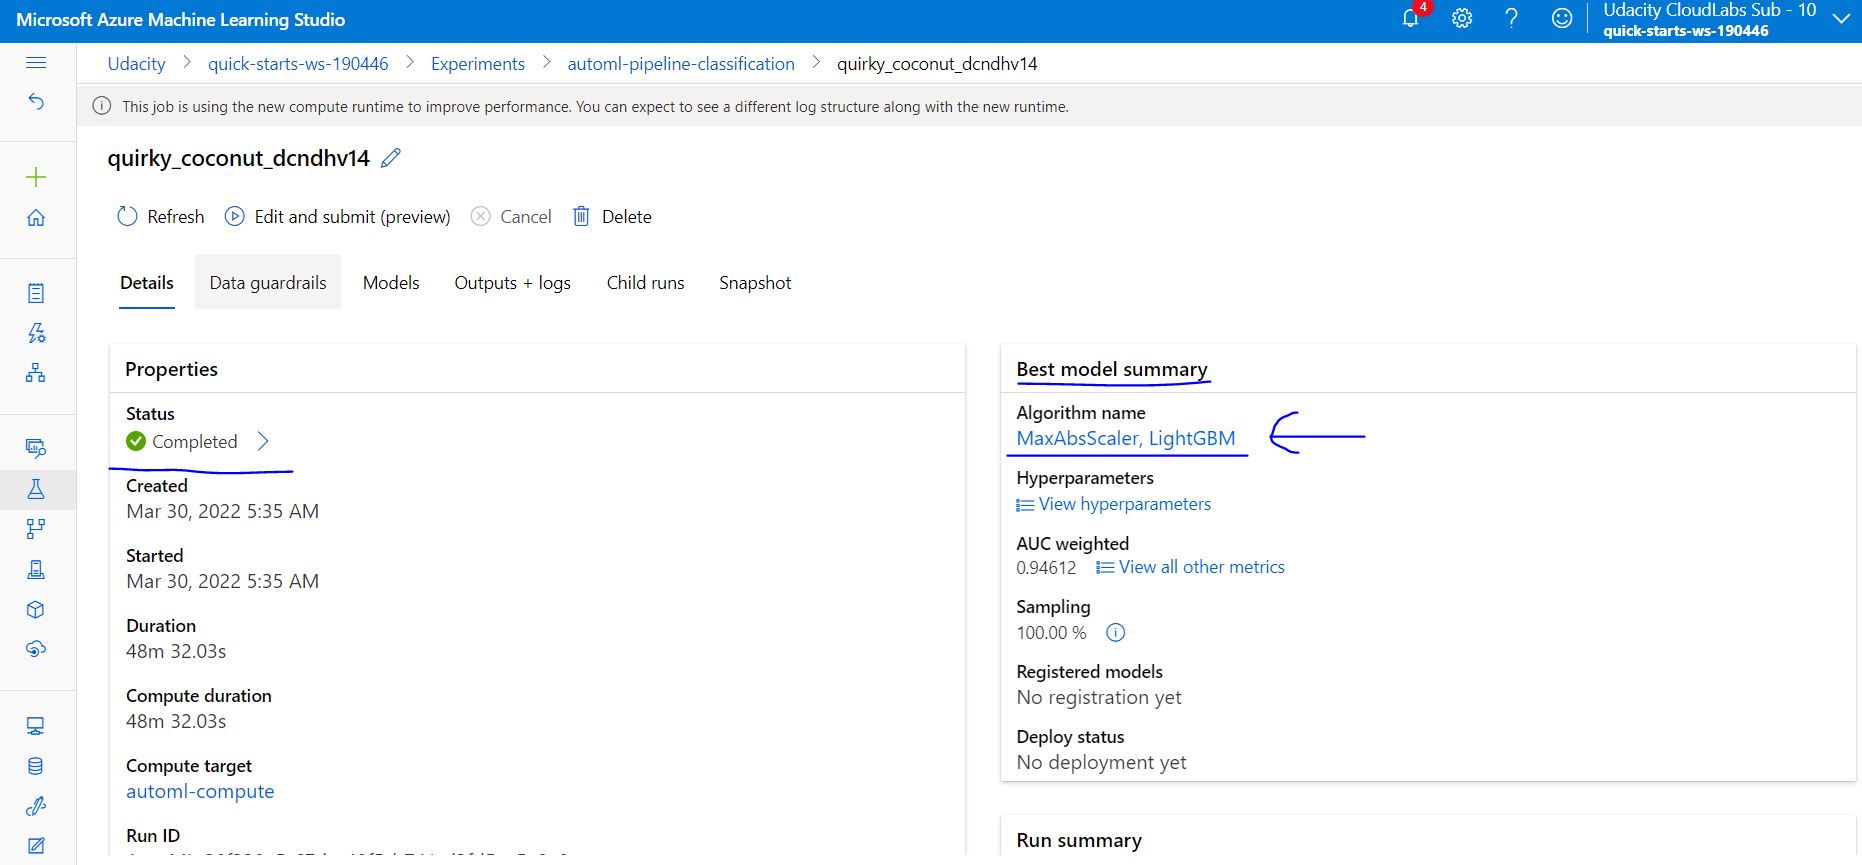 Microsoft Azure Machine Learning Studio
4
Udacity CloudLabs Sub - 10
quick-starts-ws-190446
Udacity > quick-starts-ws-190446 > Experiments > automl-pipeline-classification > quirky_coconut_dcndhv14
This job is using the new compute runtime to improve performance. You can expect to see a different log structure along with the new runtime.
quirky_coconut_dcndhv14
Refresh Edit and submit (preview) Cancel Delete
Details Data guardrails Models Outputs + logs Child runs Snapshot
Properties
Status
Completed
Created
Mar 30, 2022 5:35 AM
Started
Mar 30, 2022 5:35 AM
Duration
48m 32.03s
Compute duration
48m 32.03s
Compute target
automl-compute
Run ID
Best model summary
Algorithm name
MaxAbsScaler, LightGBM
Hyperparameters
View hyperparameters
AUC weighted
0.94612 View all other metrics
Sampling
100.00 %
Registered models
No registration yet
Deploy status
No deployment yet
Run summary